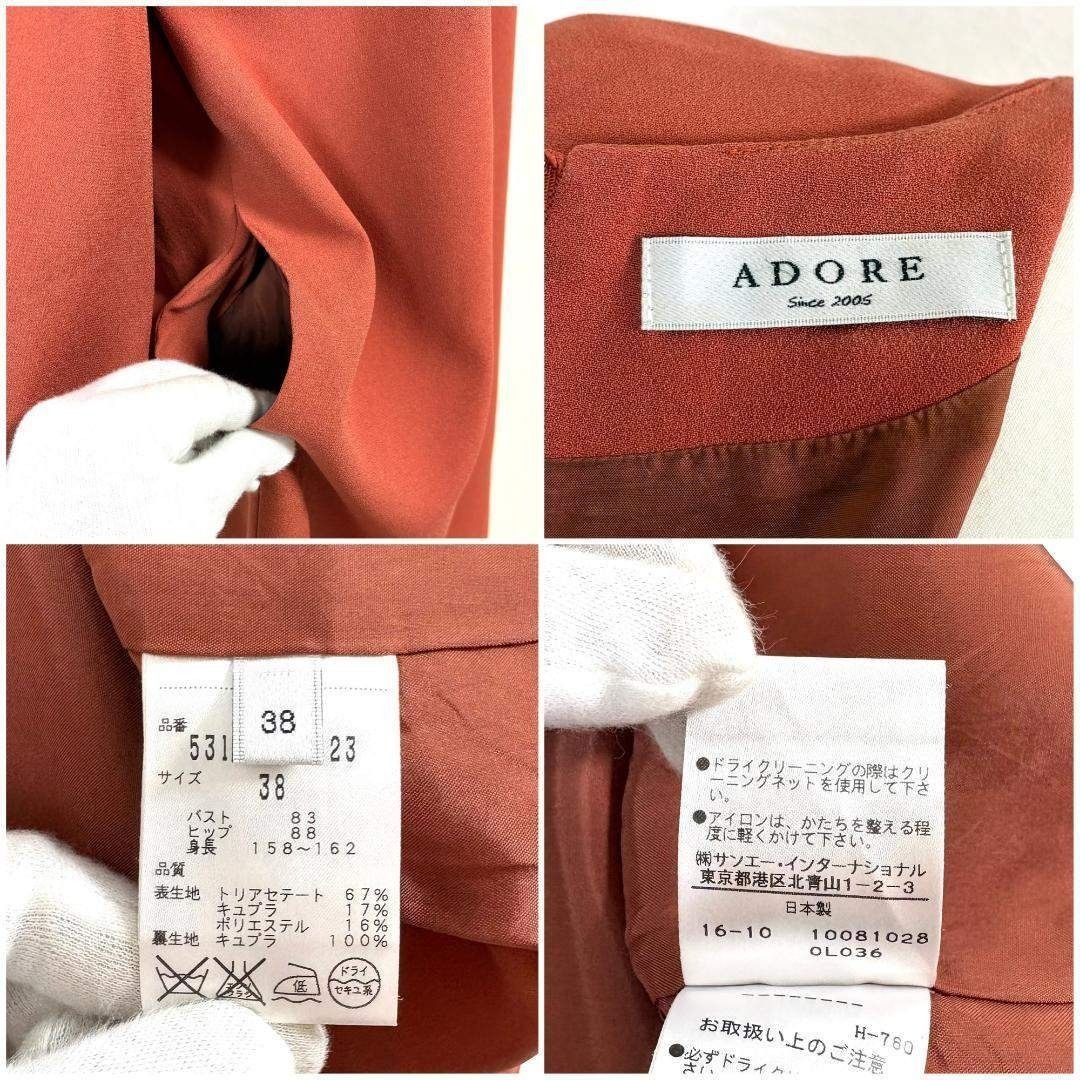 ADORE
Since 2005
38
品番
531 23
サイズ
38
バスト 83
ヒップ 88
身長 158～162
品質
表生地 トリアセテート 67%
キュプラ 17%
ポリエステル 16%
裏生地 キュプラ 100%
低
ドライ
セキユ系
●ドライクリーニングの際はクリ
ーニングネットを使用して下さ
い。
●アイロンは、かたちを整える程
度に軽くかけて下さい。
㈱サンエー・インターナショナル
東京都港区北青山1-2-3
日本製
16-10 10081028
0L036
H-760
お取扱い上のご注意
●必ずドライク
さい